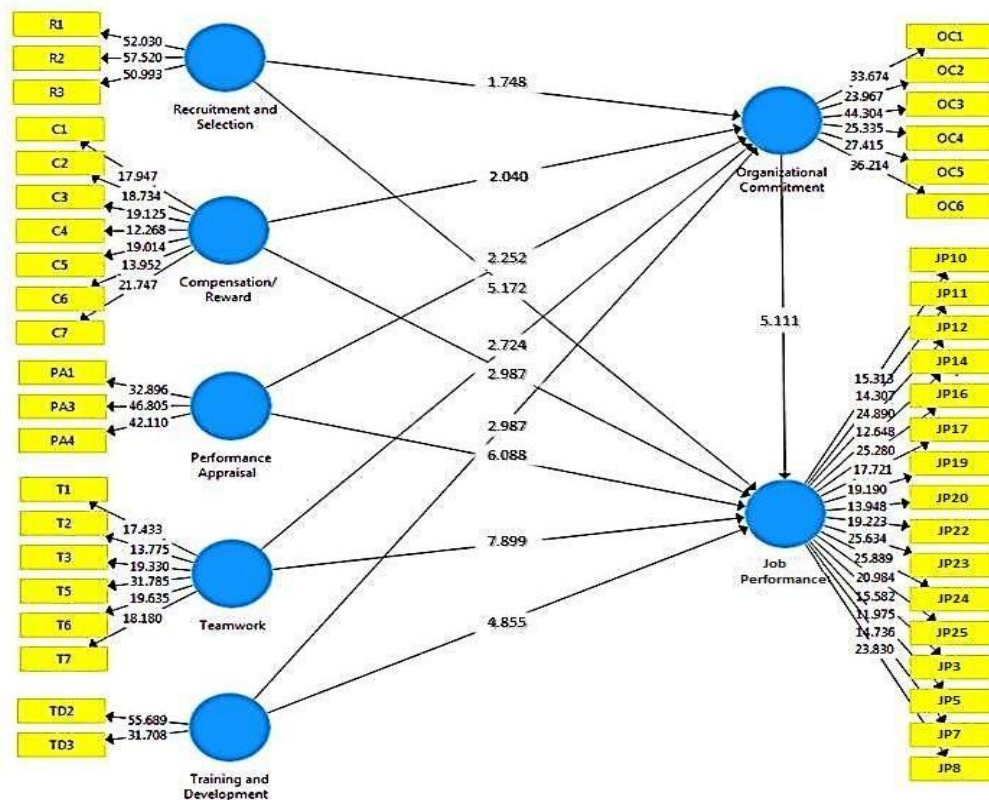 R1
R2
R3
52.030
57.520
50.993
Recruitment and
Selection
C1
C2
C3
C4
C5
C6
C7
17.947
18.734
19.125
12.268
19.014
13.952
21.747
Compensation/
Reward
PA1
PA3
PA4
32.896
46.805
42.110
Performance
Appraisal
T1
T2
T3
T5
T6
T7
17.433
13.775
19.330
31.785
19.635
18.180
Teamwork
TD2
TD3
55.689
31.708
Training and
Development
1.748
2.040
2.252
5.172
2.724
2.987
2.987
6.088
7.899
4.855
5.111
Organizational
Commitment
33.674
23.967
44.304
25.335
27.415
36.214
OC1
OC2
OC3
OC4
OC5
OC6
Job
Performance
15.313
14.307
24.890
12.648
25.280
17.721
19.190
13.948
19.223
25.634
25.889
20.984
15.582
11.975
14.736
23.830
JP10
JP11
JP12
JP14
JP16
JP17
JP19
JP20
JP22
JP23
JP24
JP25
JP3
JP5
JP7
JP8